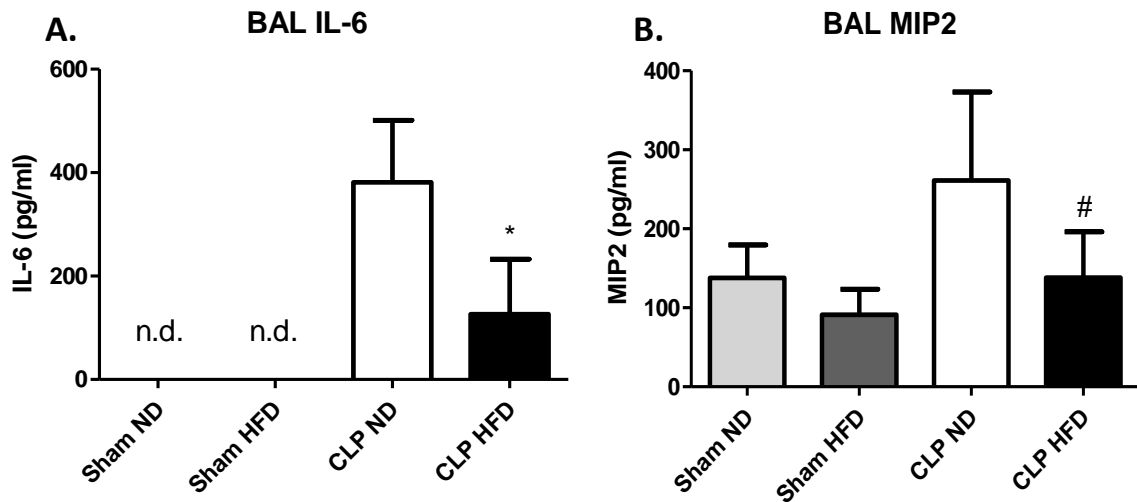 A.
BAL IL-6
IL-6 (pg/ml)
600
400
200
0
n.d.
n.d.
*
Sham ND
Sham HFD
CLP ND
CLP HFD
B.
BAL MIP2
MIP2 (pg/ml)
400
300
200
100
0
#
Sham ND
Sham HFD
CLP ND
CLP HFD